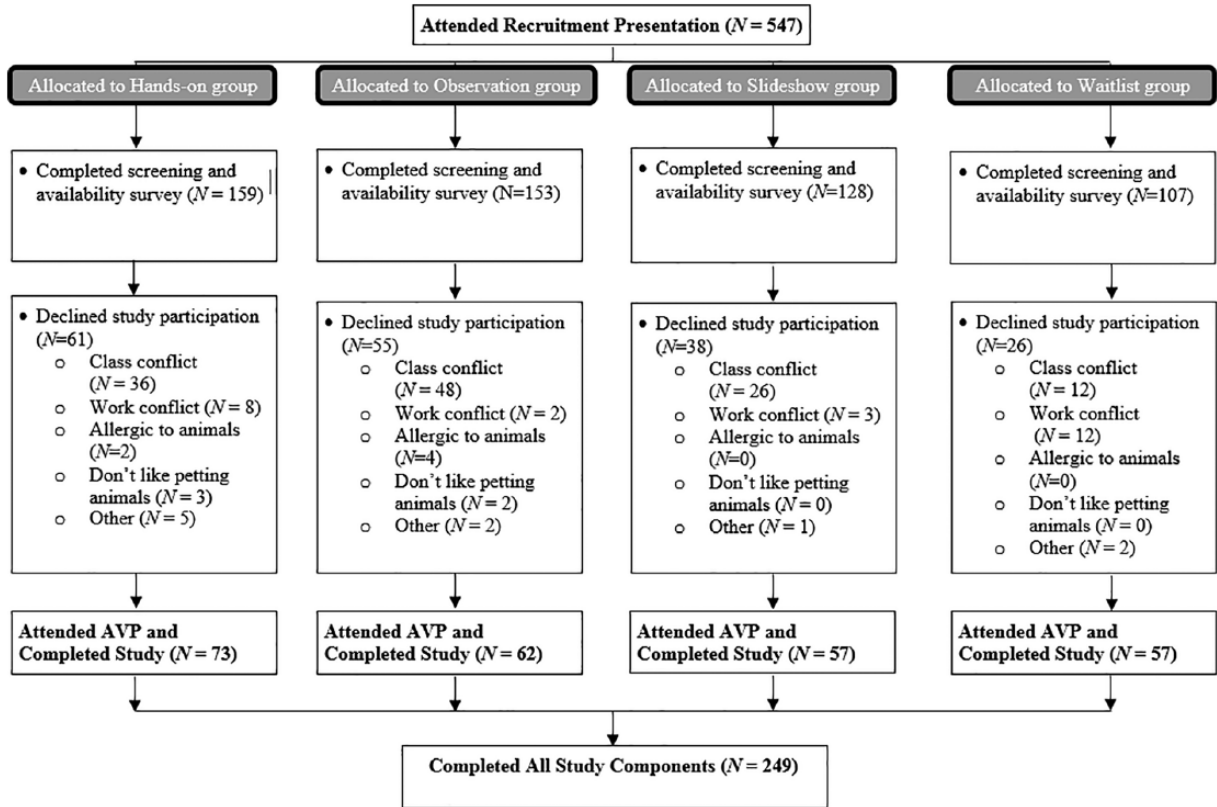 Attended Recruitment Presentation (N = 547)
Allocated to Hands-on group
Allocated to Observation group
Allocated to Slideshow group
Allocated to Waitlist group
• Completed screening and
availability survey (N = 159)
• Completed screening and
availability survey (N=153)
• Completed screening and
availability survey (N=128)
• Completed screening and
availability survey (N=107)
• Declined study participation
(N=61)
o Class conflict
(N = 36)
o Work conflict (N = 8)
o Allergic to animals
(N=2)
o Don’t like petting
animals (N = 3)
o Other (N = 5)
• Declined study participation
(N=55)
o Class conflict
(N = 48)
o Work conflict (N = 2)
o Allergic to animals
(N=4)
o Don’t like petting
animals (N = 2)
o Other (N = 2)
• Declined study participation
(N=38)
o Class conflict
(N = 26)
o Work conflict (N = 3)
o Allergic to animals
(N=0)
o Don’t like petting
animals (N = 0)
o Other (N = 1)
• Declined study participation
(N=26)
o Class conflict
(N = 12)
o Work conflict
(N = 12)
o Allergic to animals
(N=0)
o Don’t like petting
animals (N = 0)
o Other (N = 2)
Attended AVP and
Completed Study (N = 73)
Attended AVP and
Completed Study (N = 62)
Attended AVP and
Completed Study (N = 57)
Attended AVP and
Completed Study (N = 57)
Completed All Study Components (N = 249)